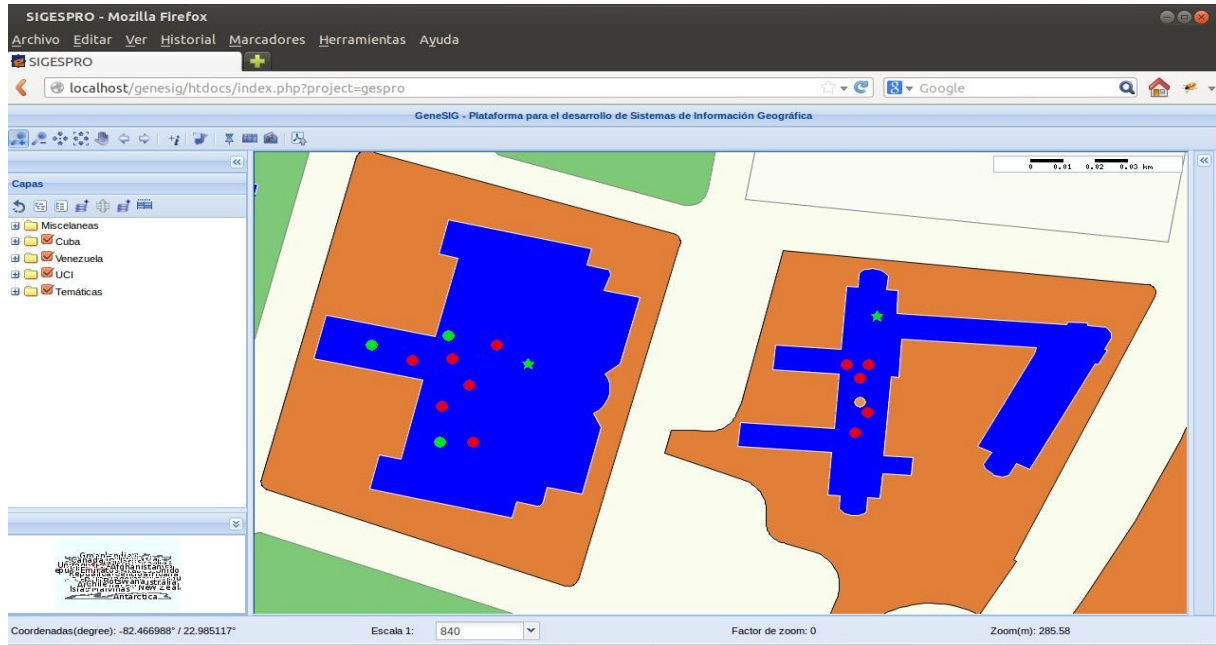 SIGESPRO - Mozilla Firefox
Archivo Editar Ver Historial Marcadores Herramientas Ayuda
SIGESPRO
localhost/genesig/htdocs/index.php?project=gespro
Google
GeneSIG - Plataforma para el desarrollo de Sistemas de Información Geográfica
+i
0 0.01 0.02 0.03 km
Capas
Miscelaneas
Cuba
Venezuela
UCI
Temáticas
Antarctica
Coordenadas(degree): -82.466988° / 22.985117° Escala 1: 840 Factor de zoom: 0 Zoom(m): 285.58